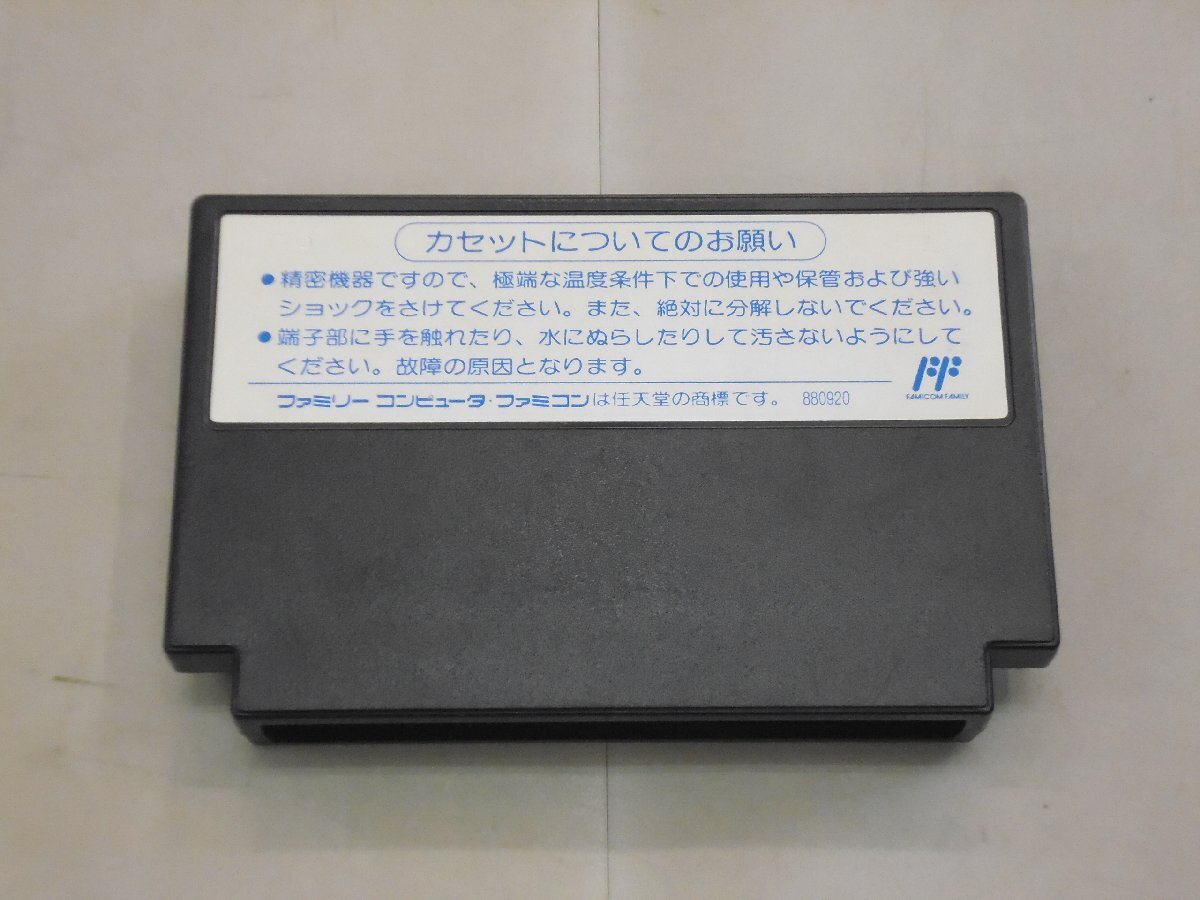 カセットについてのお願い
●精密機器ですので、極端な温度条件下での使用や保管および強い
ショックをさけてください。また、絶対に分解しないでください。
●端子部に手を触れたり、水にぬらしたりして汚さないようにして
ください。故障の原因となります。
FF
FAMICOM FAMILY
ファミリー コンピュータ・ファミコンは任天堂の商標です。 880920